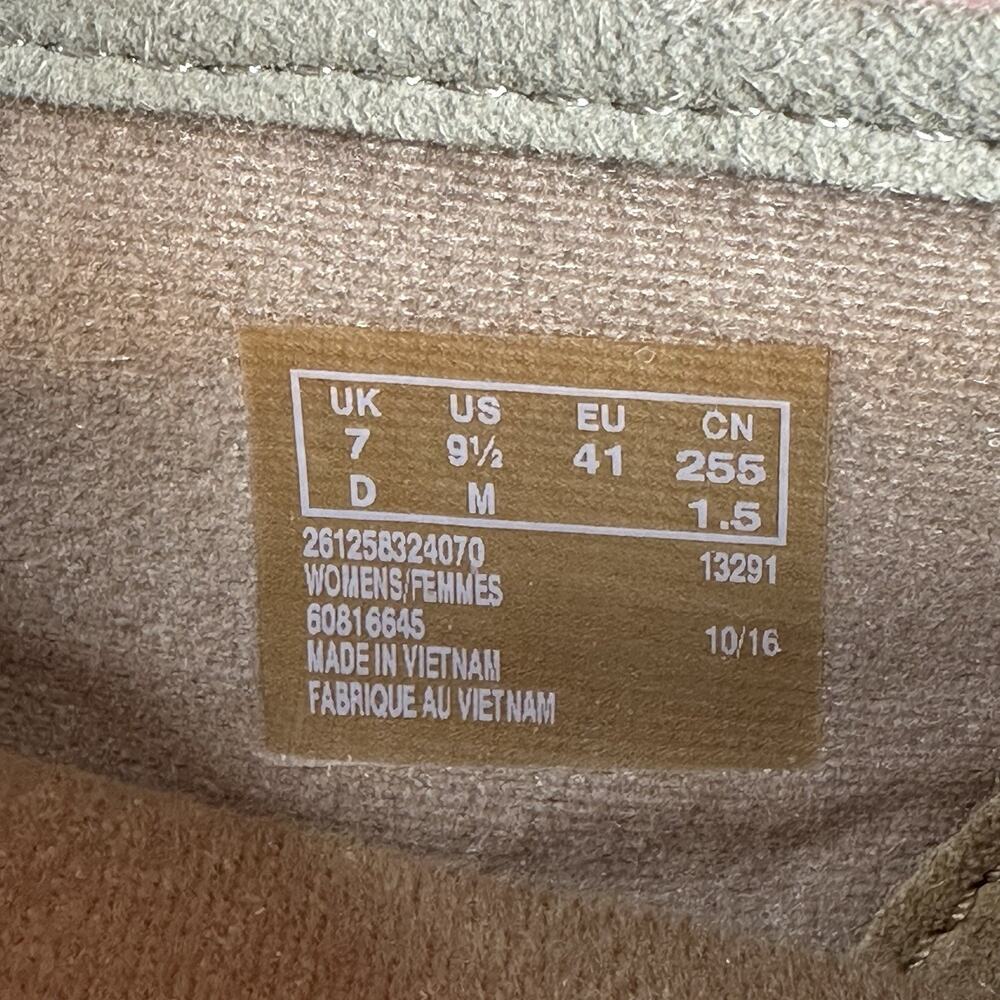 UK US EU CN
7 9½ 41 255
D M 1.5
261258324070 13291
WOMENS/FEMMES
60816645 10/16
MADE IN VIETNAM
FABRIQUE AU VIETNAM